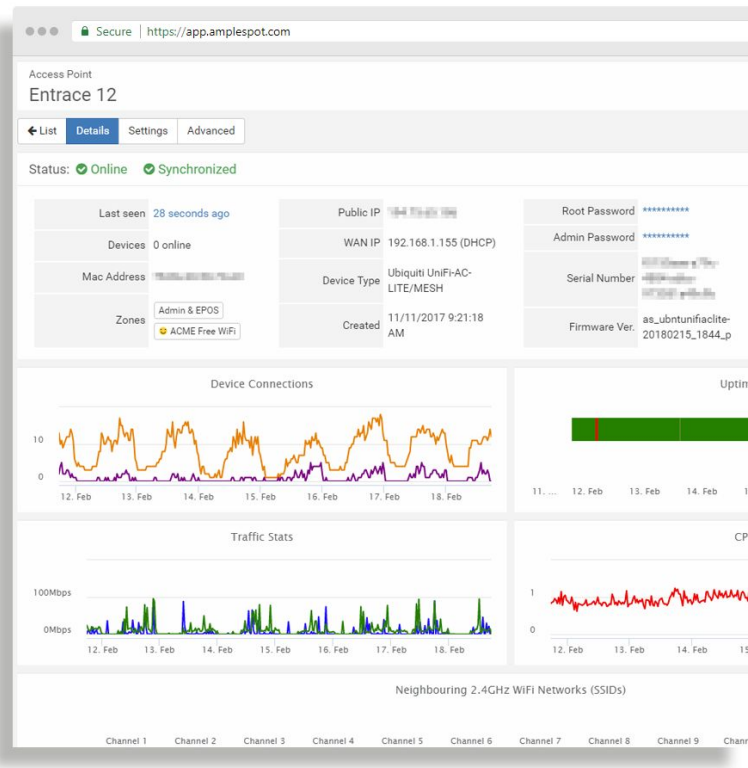 Secure | https://app.amplespot.com
Access Point
Entrace 12
List Details Settings Advanced
Status: Online Synchronized
Last seen 28 seconds ago
Devices 0 online
Mac Address
Zones Admin & EPOS
ACME Free WiFi
Public IP
WAN IP 192.168.1.155 (DHCP)
Device Type Ubiquiti UniFi-AC-
LITE/MESH
Created 11/11/2017 9:21:18
AM
Root Password **********
Admin Password **********
Serial Number
Firmware Ver. as_ubntunifiaclite-
20180215_1844_p
Device Connections
10
0
12. Feb 13. Feb 14. Feb 15. Feb 16. Feb 17. Feb 18. Feb
Uptim
11. ... 12. Feb 13. Feb 14. Feb 1
Traffic Stats
100Mbps
0Mbps
12. Feb 13. Feb 14. Feb 15. Feb 16. Feb 17. Feb 18. Feb
CP
1
0
12. Feb 13. Feb 14. Feb 15
Neighbouring 2.4GHz WiFi Networks (SSIDs)
Channel 1 Channel 2 Channel 3 Channel 4 Channel 5 Channel 6 Channel 7 Channel 8 Channel 9 Chann